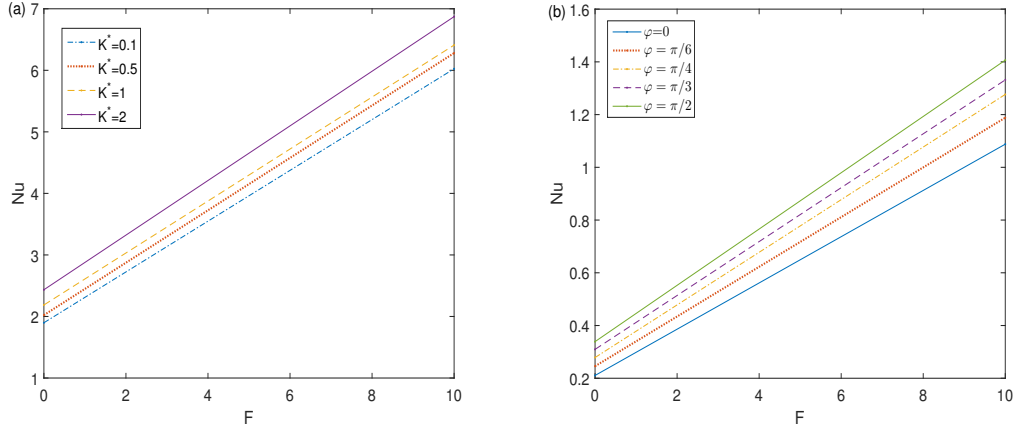 (a)
7
6
5
4
3
2
1
Nu
K*=0.1
K*=0.5
K*=1
K*=2
0 2 4 6 8 10
F
(b)
1.6
1.4
1.2
1
0.8
0.6
0.4
0.2
Nu
φ=0
φ = π/6
φ = π/4
φ = π/3
φ = π/2
0 2 4 6 8 10
F